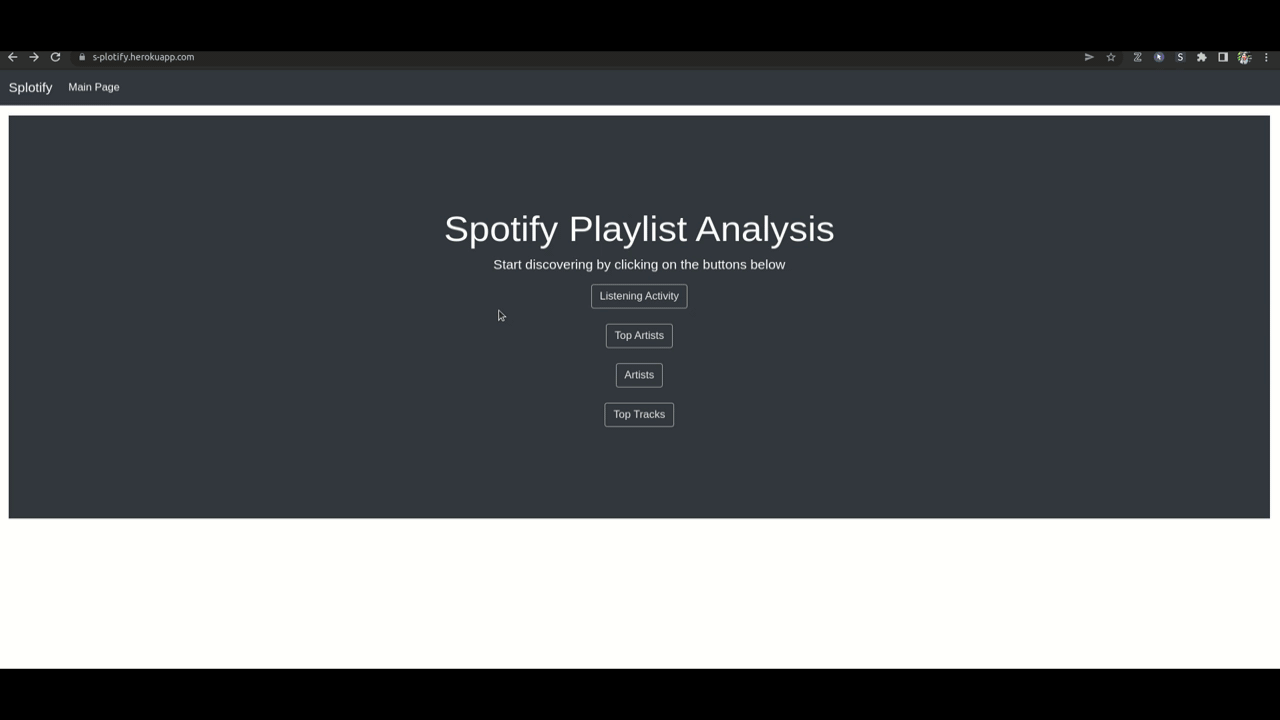 s-plotify.herokuapp.com
Splotify Main Page
Spotify Playlist Analysis
Start discovering by clicking on the buttons below
Listening Activity
Top Artists
Artists
Top Tracks